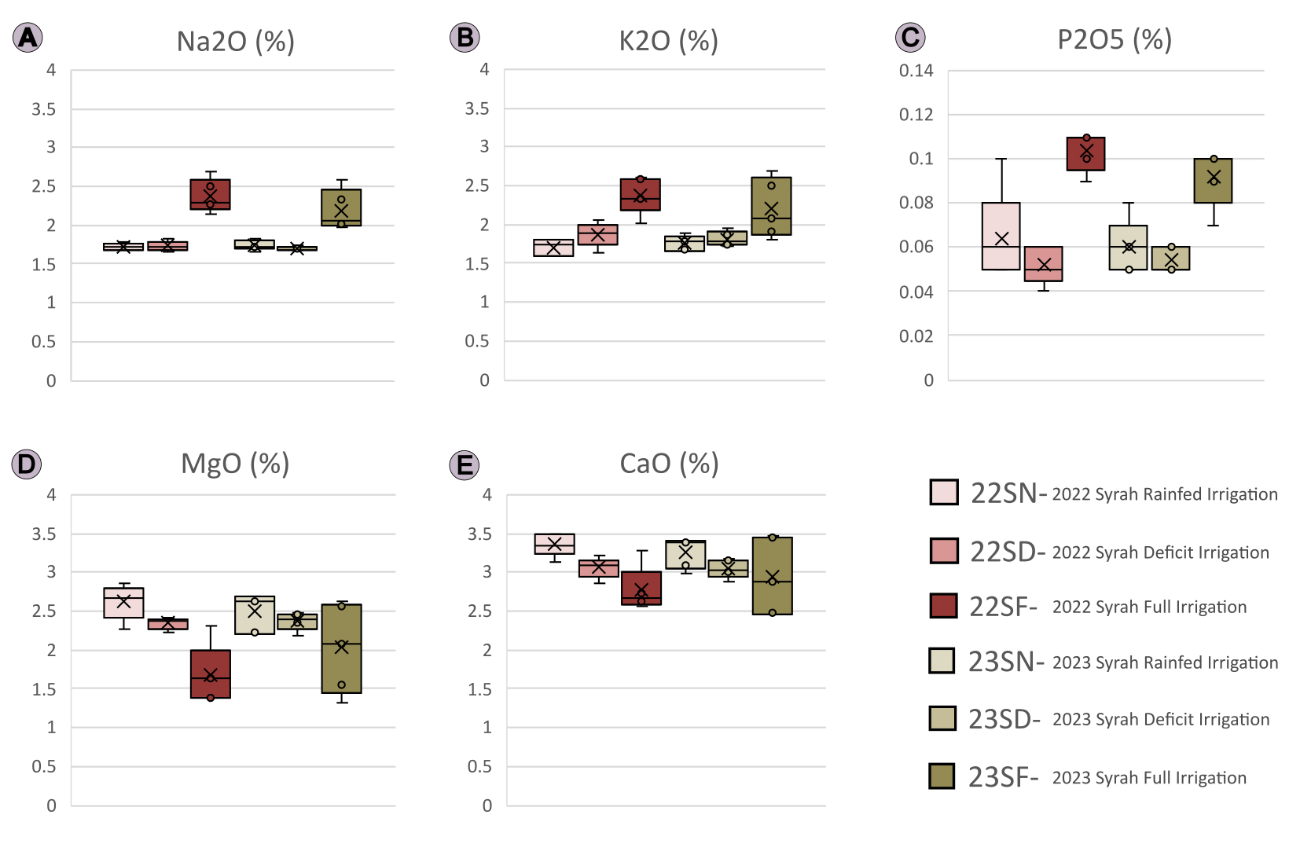 A
Na2O (%)
4
3.5
3
2.5
2
1.5
1
0.5
0
B
K2O (%)
4
3.5
3
2.5
2
1.5
1
0.5
0
C
P2O5 (%)
0.14
0.12
0.1
0.08
0.06
0.04
0.02
0
D
MgO (%)
4
3.5
3
2.5
2
1.5
1
0.5
0
E
CaO (%)
4
3.5
3
2.5
2
1.5
1
0.5
0
22SN- 2022 Syrah Rainfed Irrigation
22SD- 2022 Syrah Deficit Irrigation
22SF- 2022 Syrah Full Irrigation
23SN- 2023 Syrah Rainfed Irrigation
23SD- 2023 Syrah Deficit Irrigation
23SF- 2023 Syrah Full Irrigation